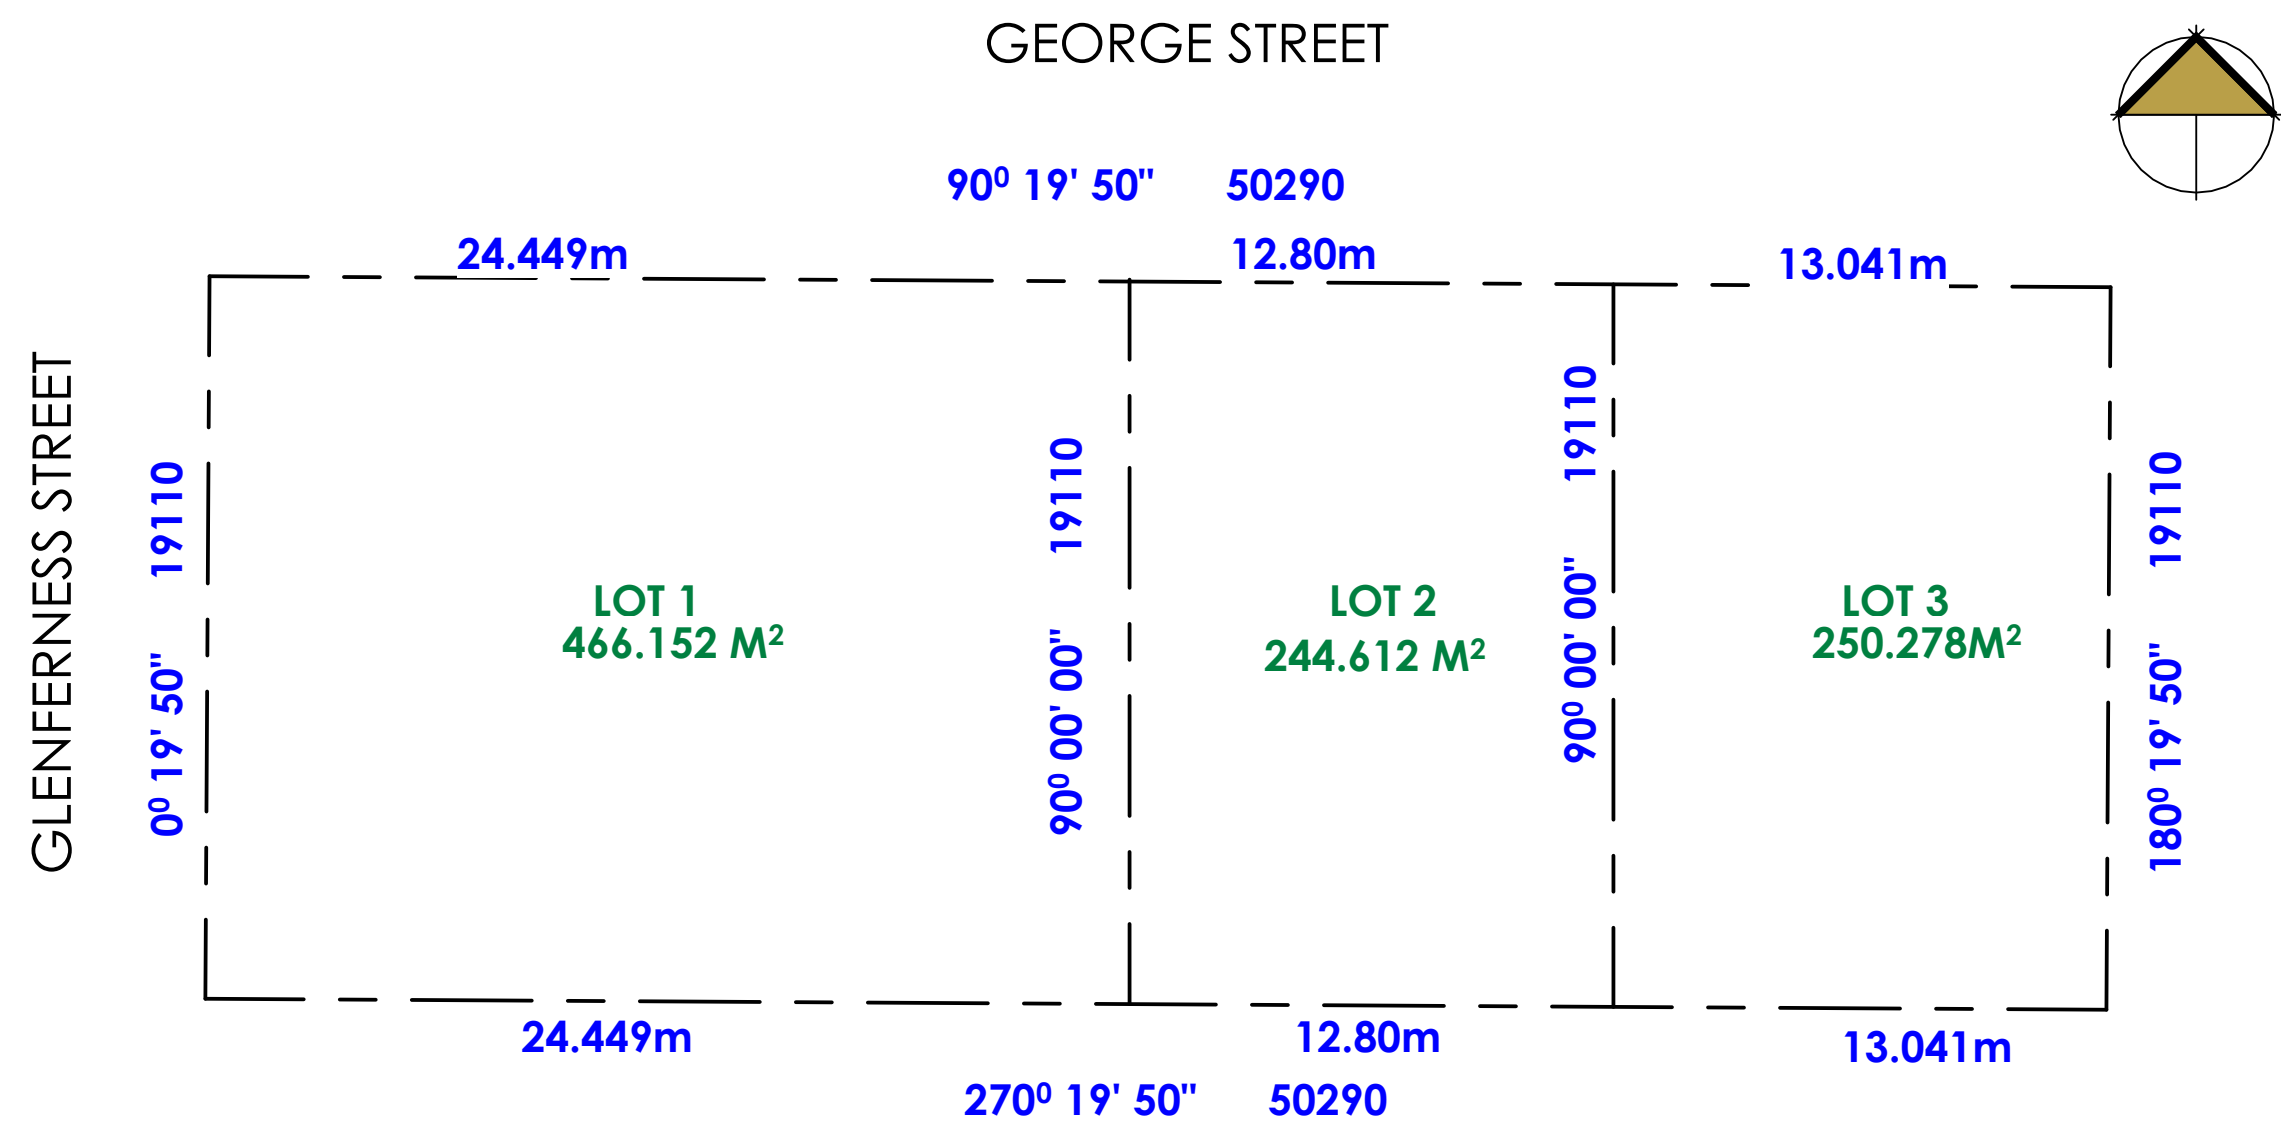 GEORGE STREET
90⁰ 19' 50" 50290
24.449m
12.80m
13.041m
GLENFERNESS STREET
0⁰ 19' 50" 19110
90⁰ 00' 00" 19110
90⁰ 00' 00" 19110
180⁰ 19' 50" 19110
LOT 1
466.152 M²
LOT 2
244.612 M²
LOT 3
250.278M²
24.449m
12.80m
13.041m
270⁰ 19' 50" 50290